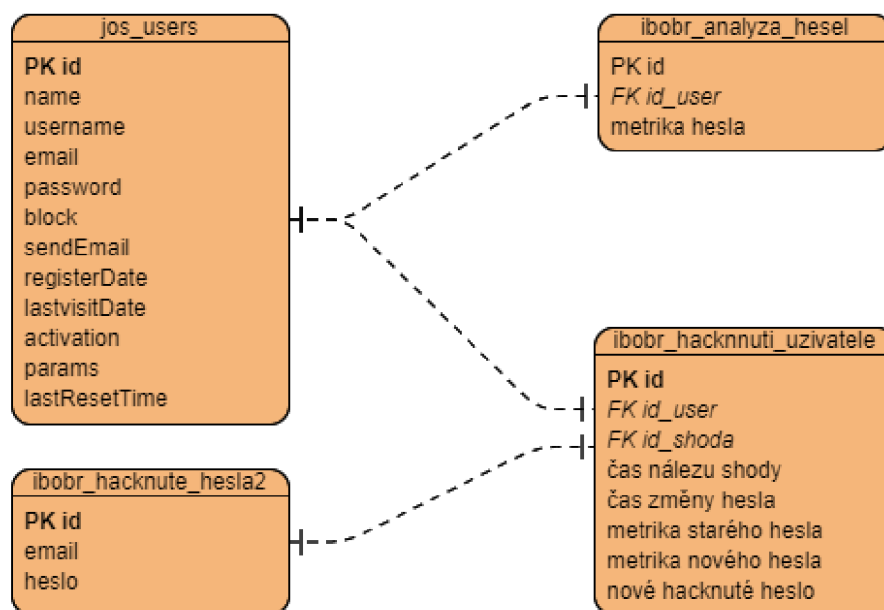 jos_users
PK id
name
username
email
password
block
sendEmail
registerDate
lastvisitDate
activation
params
lastResetTime
ibobr_analyza_hesel
PK id
FK id_user
metrika hesla
ibobr_hacknute_hesla2
PK id
email
heslo
ibobr_hacknnuti_uzivatele
PK id
FK id_user
FK id_shoda
čas nálezu shody
čas změny hesla
metrika starého hesla
metrika nového hesla
nové hacknuté heslo